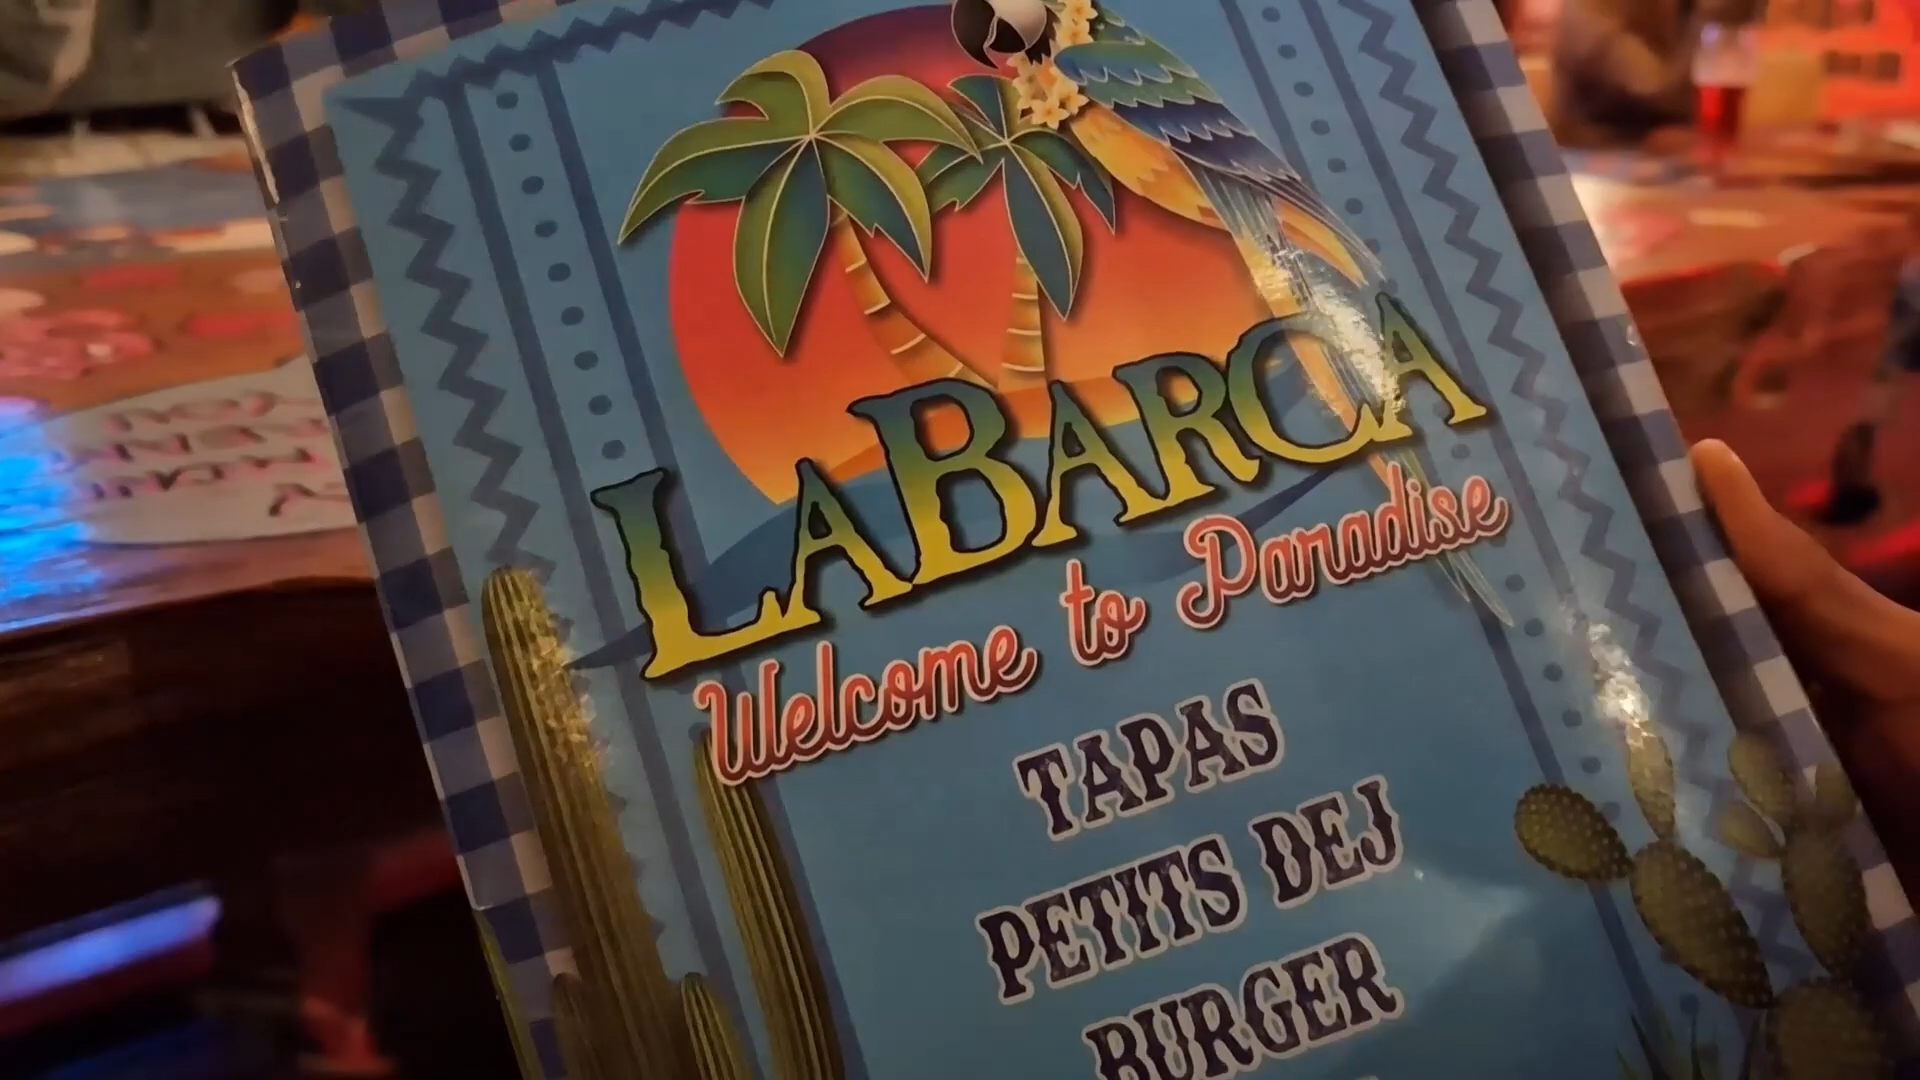 LABARCA
Welcome to Paradise
TAPAS
PETITS DEJ
BURGER